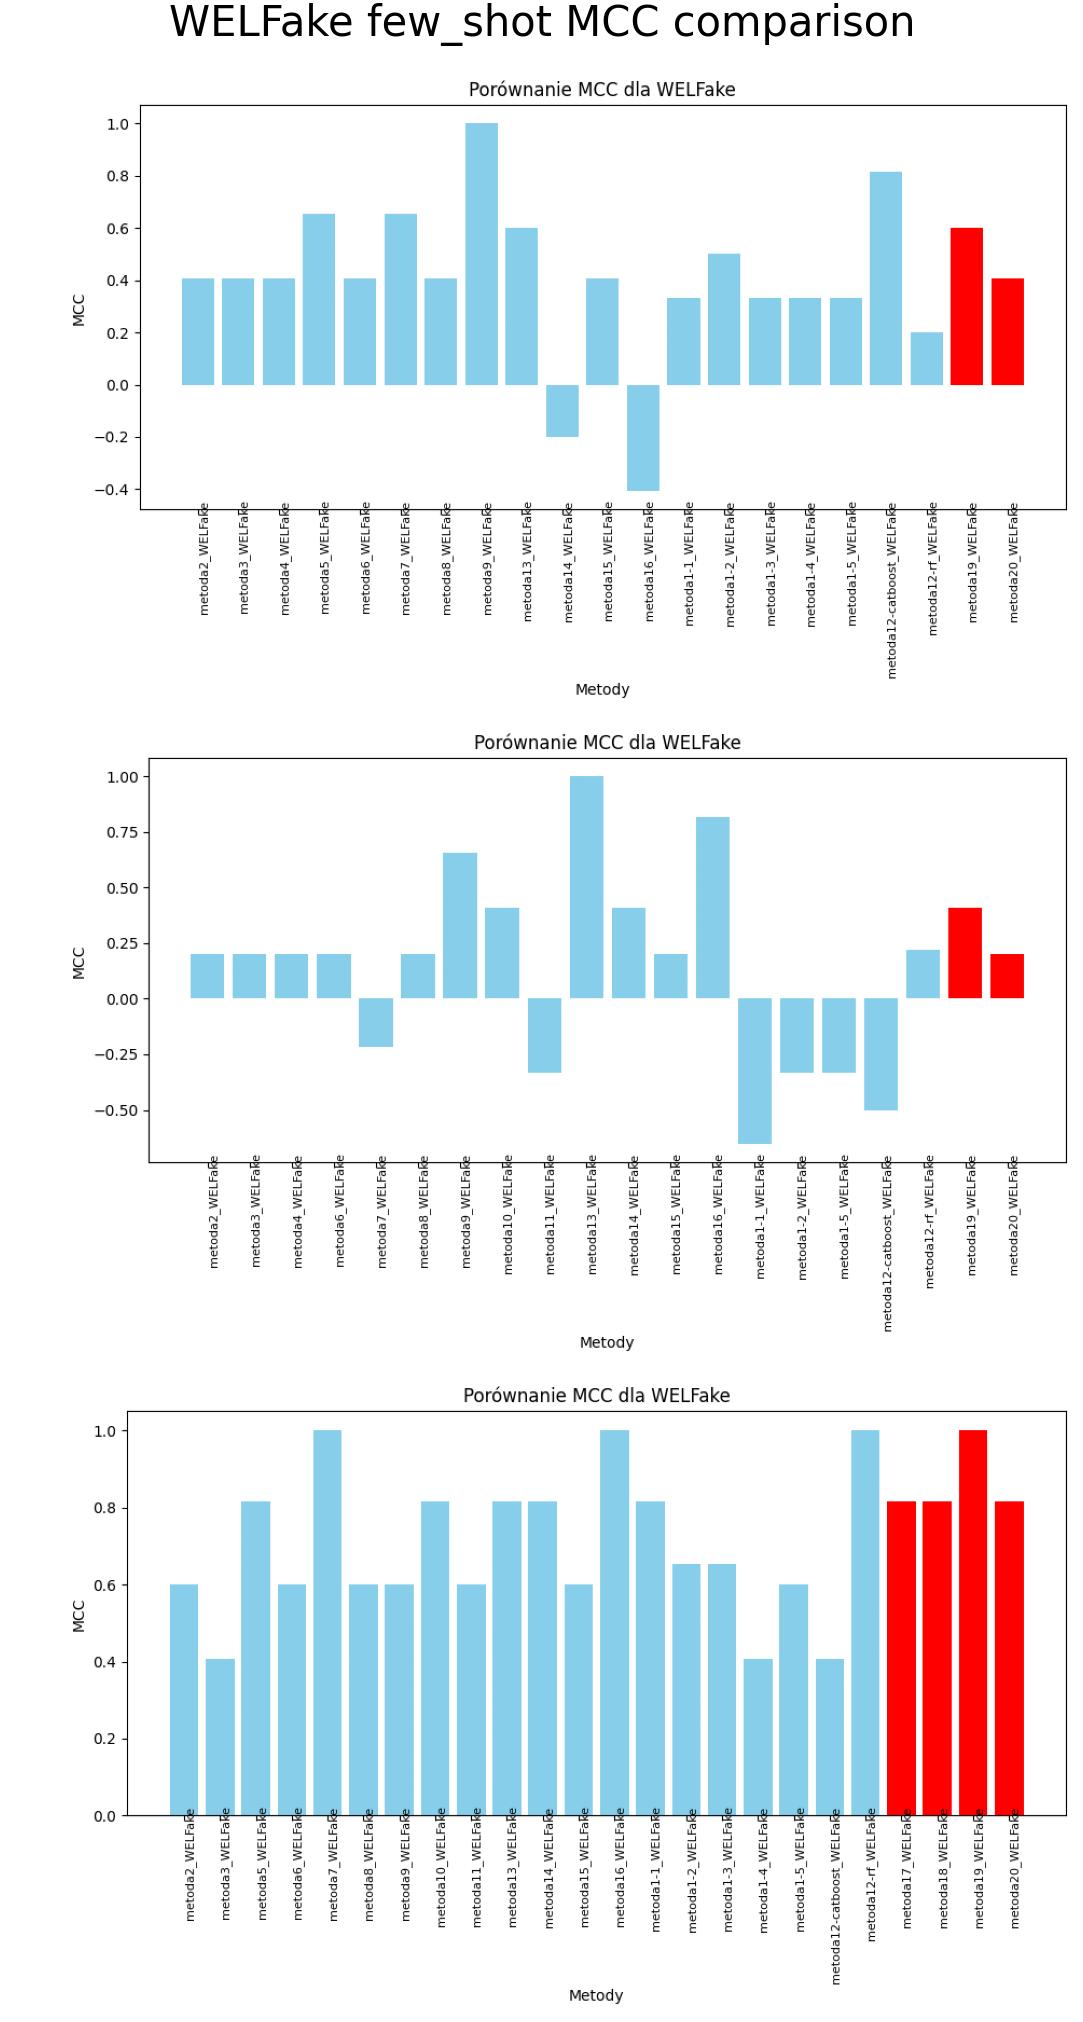 WELFake few_shot MCC comparison
Porównanie MCC dla WELFake
1.0
0.8
0.6
0.4
0.2
0.0
−0.2
−0.4
MCC
metoda2_WELFake
metoda3_WELFake
metoda4_WELFake
metoda5_WELFake
metoda6_WELFake
metoda7_WELFake
metoda8_WELFake
metoda9_WELFake
metoda13_WELFake
metoda14_WELFake
metoda15_WELFake
metoda16_WELFake
metoda1-1_WELFake
metoda1-2_WELFake
metoda1-3_WELFake
metoda1-4_WELFake
metoda1-5_WELFake
metoda12-catboost_WELFake
metoda12-rf_WELFake
metoda19_WELFake
metoda20_WELFake
Metody
Porównanie MCC dla WELFake
1.00
0.75
0.50
0.25
0.00
−0.25
−0.50
MCC
metoda2_WELFake
metoda3_WELFake
metoda4_WELFake
metoda6_WELFake
metoda7_WELFake
metoda8_WELFake
metoda9_WELFake
metoda10_WELFake
metoda11_WELFake
metoda13_WELFake
metoda14_WELFake
metoda15_WELFake
metoda16_WELFake
metoda1-1_WELFake
metoda1-2_WELFake
metoda1-5_WELFake
metoda12-catboost_WELFake
metoda12-rf_WELFake
metoda19_WELFake
metoda20_WELFake
Metody
Porównanie MCC dla WELFake
1.0
0.8
0.6
0.4
0.2
0.0
MCC
metoda2_WELFake
metoda3_WELFake
metoda5_WELFake
metoda6_WELFake
metoda7_WELFake
metoda8_WELFake
metoda9_WELFake
metoda10_WELFake
metoda11_WELFake
metoda13_WELFake
metoda14_WELFake
metoda15_WELFake
metoda16_WELFake
metoda1-1_WELFake
metoda1-2_WELFake
metoda1-3_WELFake
metoda1-4_WELFake
metoda1-5_WELFake
metoda12-catboost_WELFake
metoda12-rf_WELFake
metoda17_WELFake
metoda18_WELFake
metoda19_WELFake
metoda20_WELFake
Metody